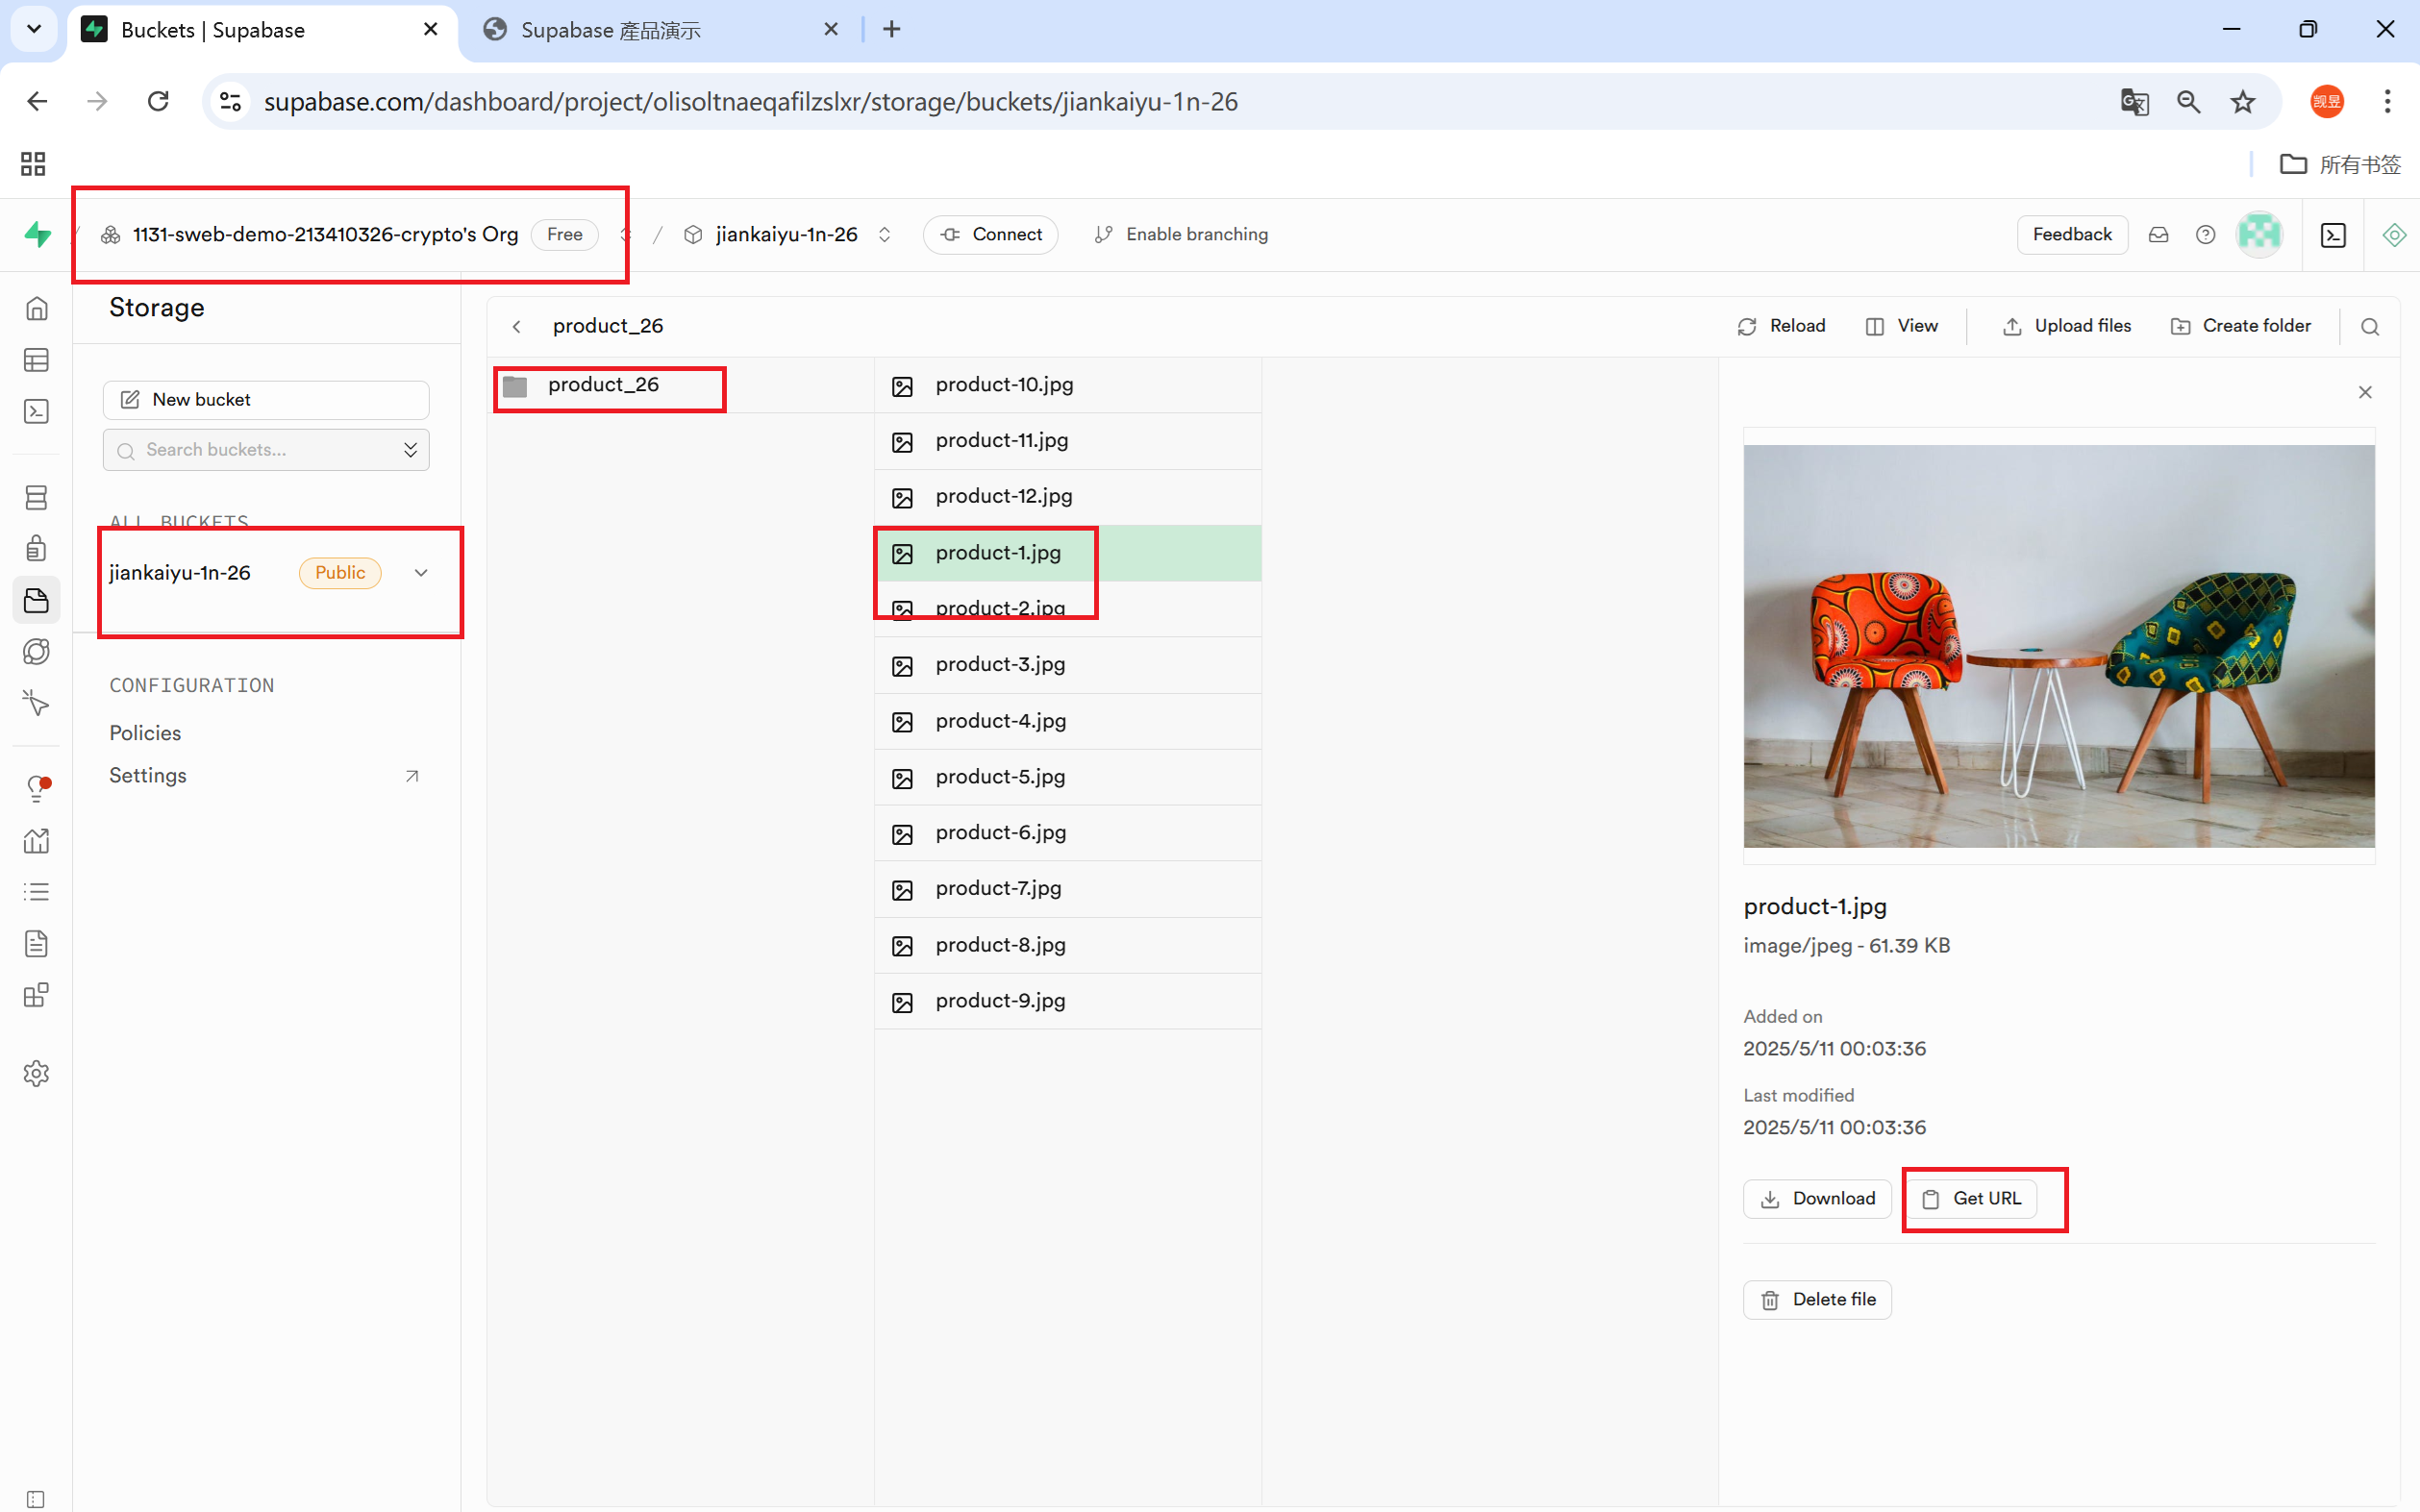 Buckets | Supabase
Supabase 產品演示
supabase.com/dashboard/project/olisoltnaeqafilzslxr/storage/buckets/jiankaiyu-1n-26
觊昱
所有书签
1131-sweb-demo-213410326-crypto's Org
Free
jiankaiyu-1n-26
Connect
Enable branching
Feedback
Storage
New bucket
Search buckets...
ALL BUCKETS
jiankaiyu-1n-26
Public
CONFIGURATION
Policies
Settings
product_26
Reload
View
Upload files
Create folder
product_26
product-10.jpg
product-11.jpg
product-12.jpg
product-1.jpg
product-2.jpg
product-3.jpg
product-4.jpg
product-5.jpg
product-6.jpg
product-7.jpg
product-8.jpg
product-9.jpg
product-1.jpg
image/jpeg - 61.39 KB
Added on
2025/5/11 00:03:36
Last modified
2025/5/11 00:03:36
Download
Get URL
Delete file